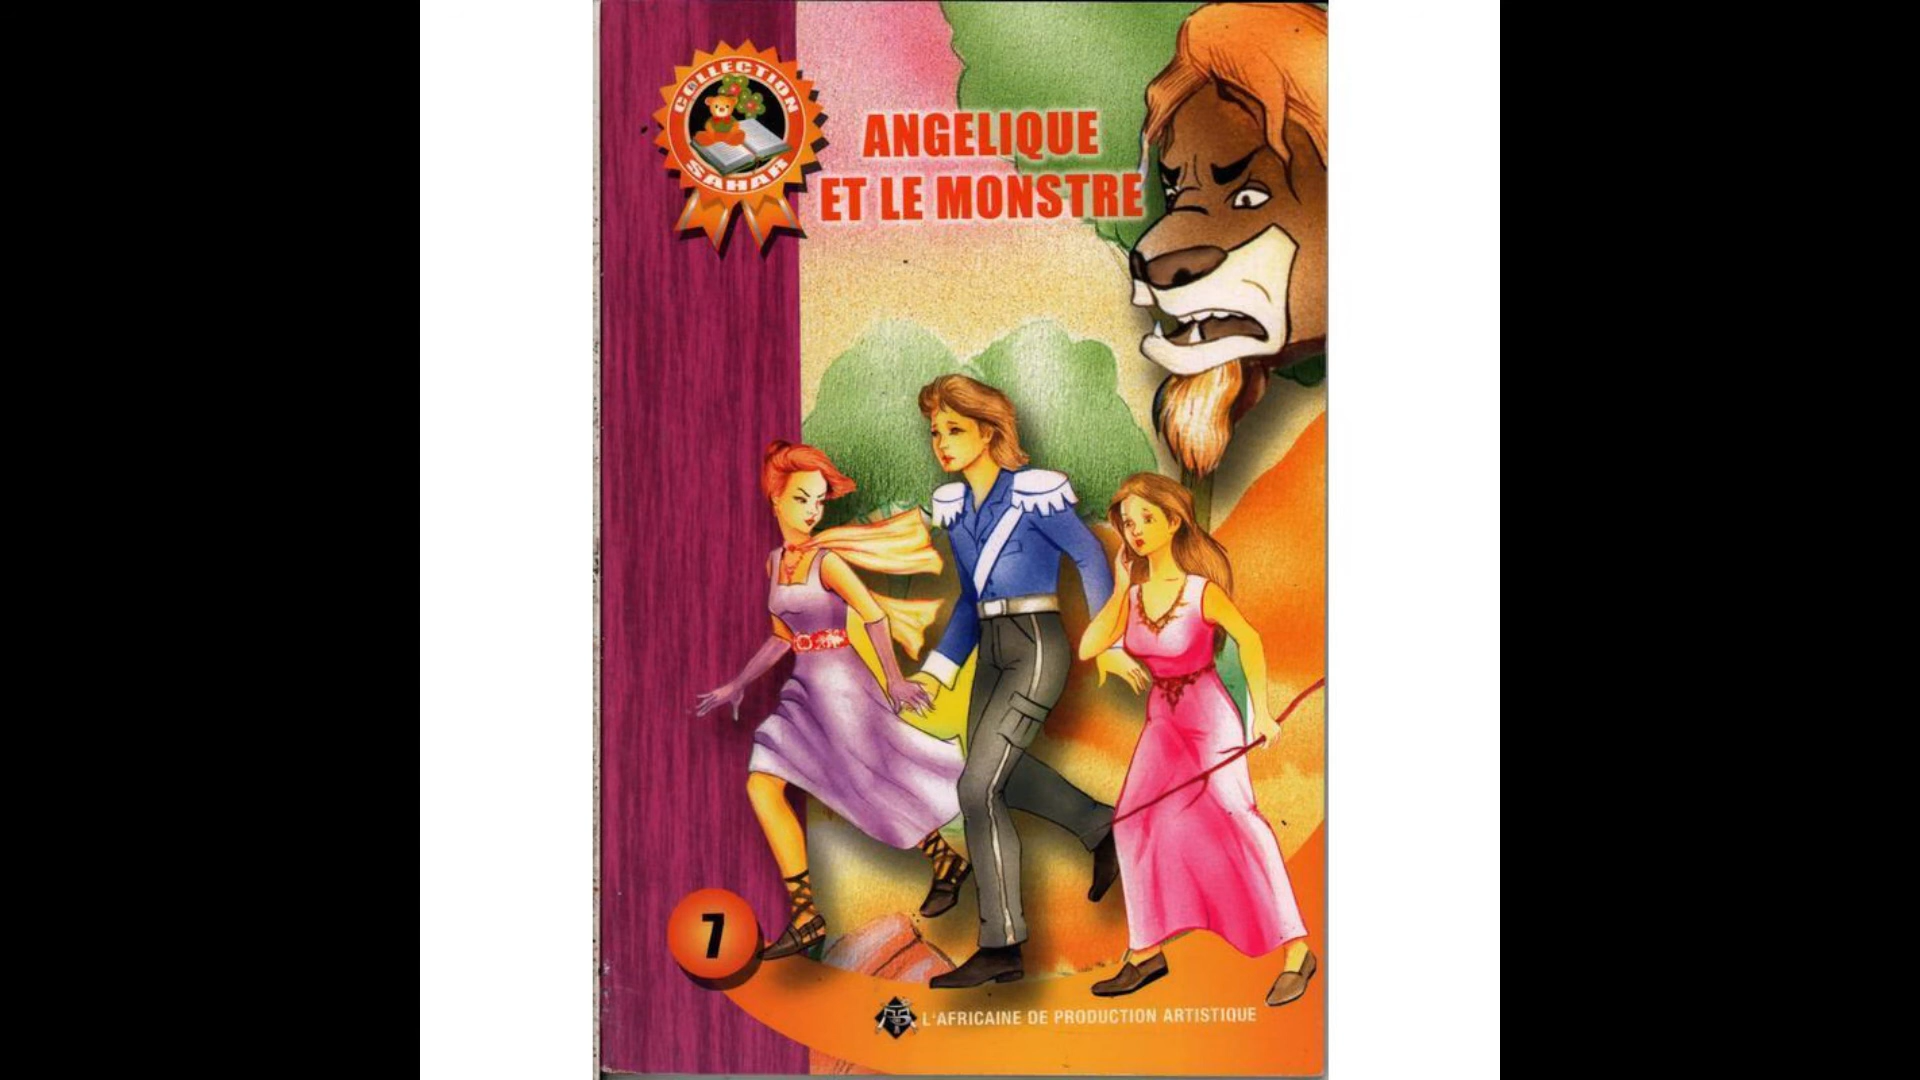 COLLECTION
SAHAR
ANGELIQUE
ET LE MONSTRE
7
L'AFRICAINE DE PRODUCTION ARTISTIQUE